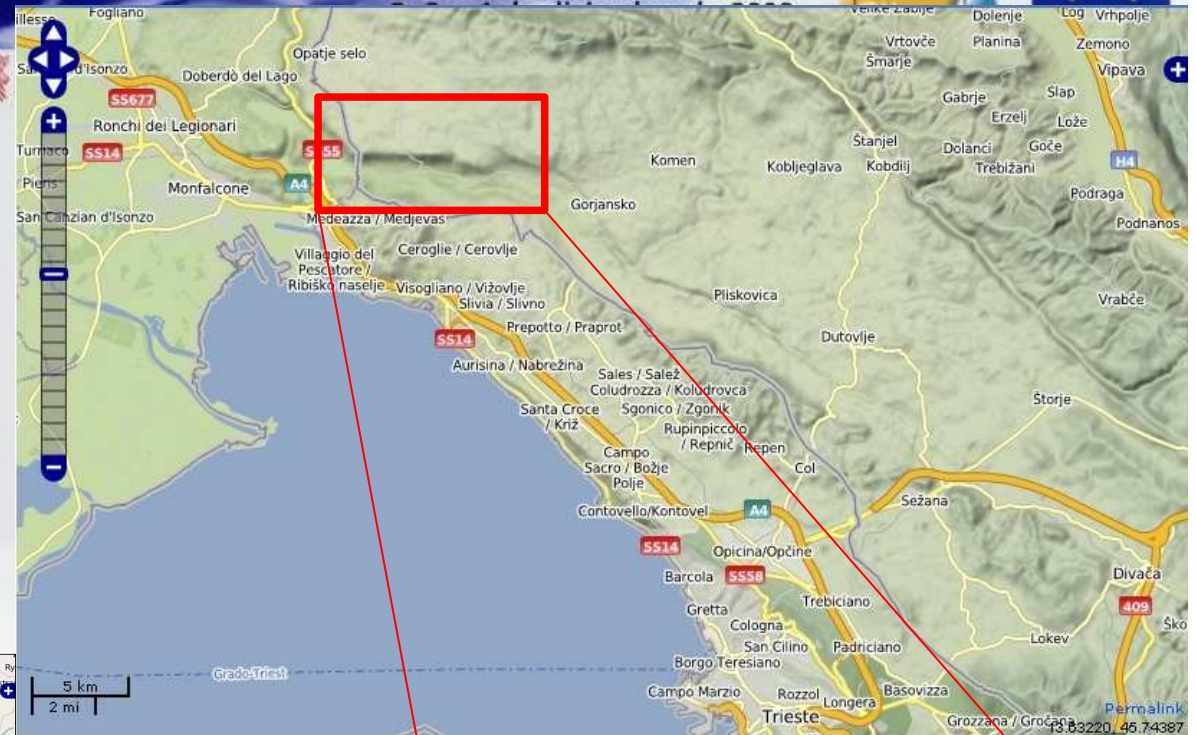 Fogliano
Velike Žablje
Dolenje
Log
Vrhpolje
Opatje selo
Vrtovče
Planina
Zemono
Šmarje
Vipava
d'Isonzo
Doberdò del Lago
SS677
Gabrje
Slap
Ronchi dei Legionari
Erzelj
Lože
Turriaco
SS14
SS55
Štanjel
Dolanci
Goče
Komen
Kobljeglava
Kobdilj
Trebižani
H4
Pieris
Monfalcone
A4
Podraga
San Canzian d'Isonzo
Medeazza / Medjevas
Gorjansko
Podnanos
Villaggio del
Pescatore /
Ribiško naselje
Ceroglie / Cerovlje
Visogliano / Vižovlje
Slivia / Slivno
Pliskovica
Vrabče
Prepotto / Praprot
SS14
Dutovlje
Aurisina / Nabrežina
Sales / Salež
Coludrozza / Koludrovca
Štorje
Santa Croce
/ Križ
Sgonico / Zgonik
Rupinpiccolo
/ Repnič
Repen
Campo
Sacro / Božje
Polje
Col
Sežana
Contovello/Kontovel
A4
SS14
Opicina/Opčine
Barcola
SS58
Divača
Trebiciano
409
Gretta
Cologna
Lokev
San Cilino
Padriciano
Borgo Teresiano
Grado-Triest
5 km
2 mi
Campo Marzio
Rozzol
Longera
Basovizza
Trieste
Grozzana / Gročana
Permalink
13.63220, 45.74387